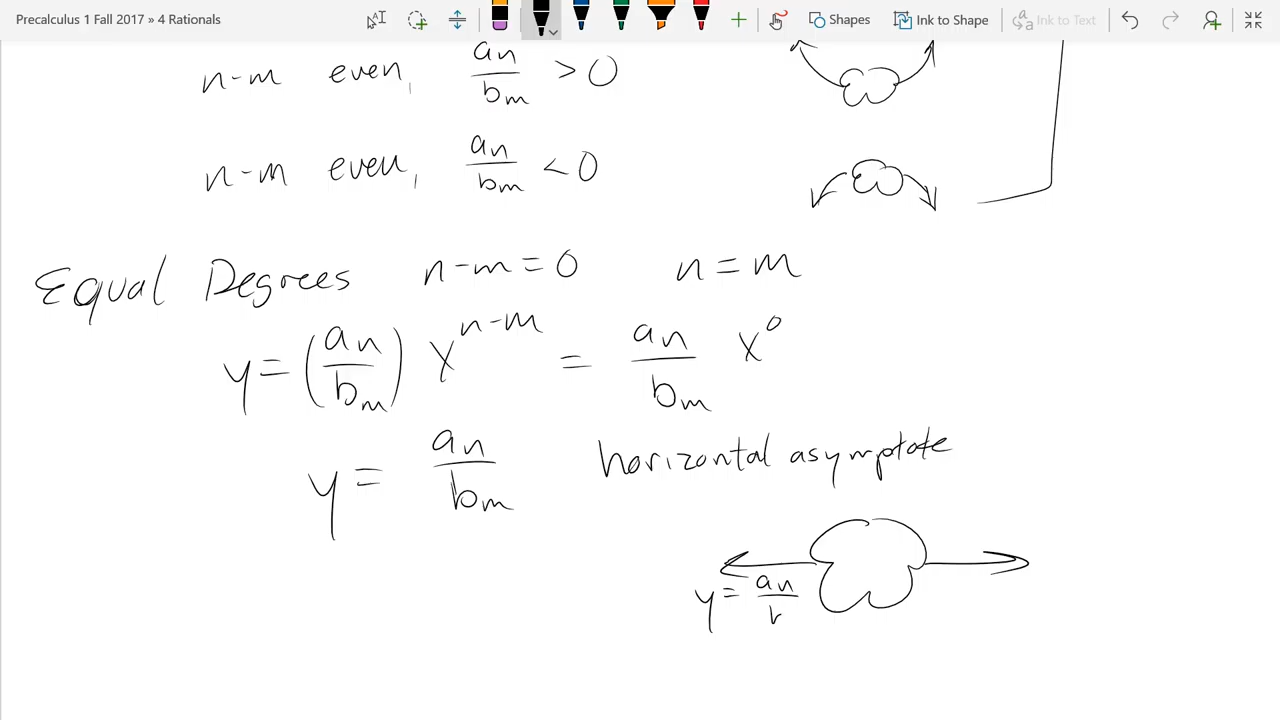 Precalculus 1 Fall 2017 » 4 Rationals
Shapes
Ink to Shape
Ink to Text
n-m even, an/bm > 0
n-m even, an/bm < 0
Equal Degrees n-m=0 n=m
y=(an/bm) x^n-m = an/bm x^0
y= an/bm horizontal asymptote
y= an/b